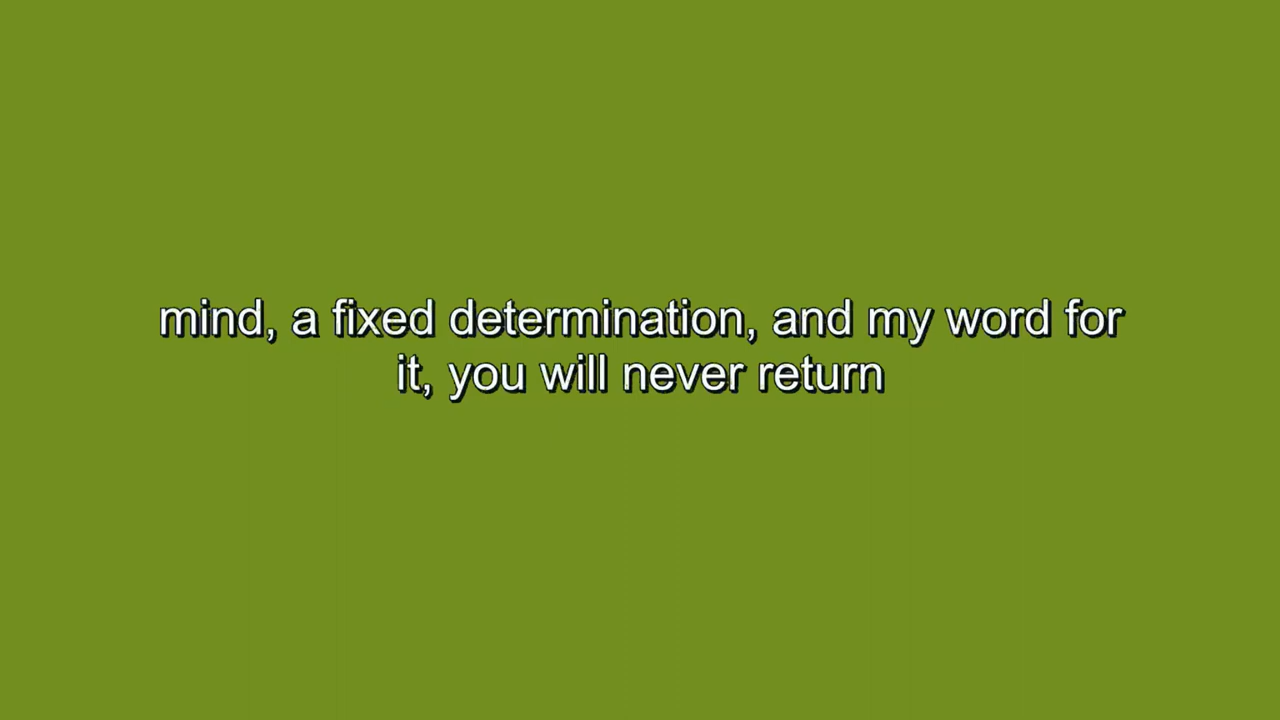 mind, a fixed determination, and my word for
it, you will never return